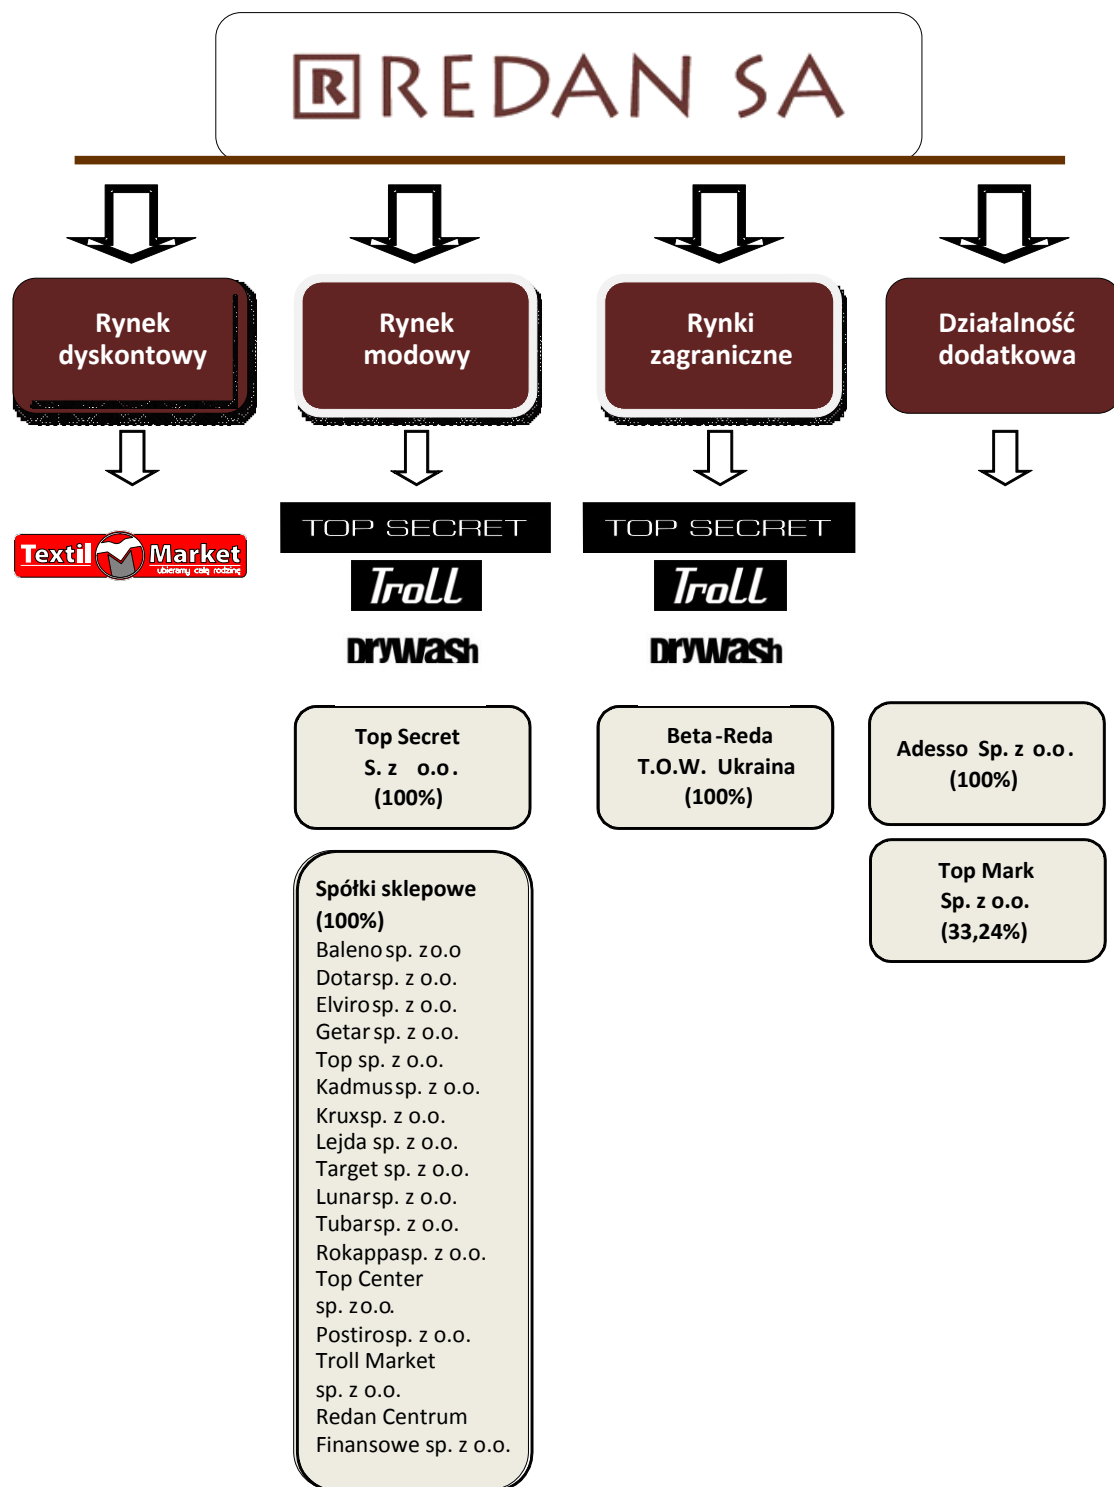 R REDAN SA
Rynek
dyskontowy
Rynek
modowy
Rynki
zagraniczne
Działalność
dodatkowa
Textil Market
ubieramy całą rodzinę
TOP SECRET
Troll
Drywash
TOP SECRET
Troll
Drywash
Top Secret
S. z o.o.
(100%)
Beta-Reda
T.O.W. Ukraina
(100%)
Adesso Sp. z o.o.
(100%)
Top Mark
Sp. z o.o.
(33,24%)
Spółki sklepowe
(100%)
Baleno sp. z o.o
Dotar sp. z o.o.
Elviro sp. z o.o.
Getar sp. z o.o.
Top sp. z o.o.
Kadmus sp. z o.o.
Krux sp. z o.o.
Lejda sp. z o.o.
Target sp. z o.o.
Lunar sp. z o.o.
Tubar sp. z o.o.
Rokappa sp. z o.o.
Top Center
sp. z o.o.
Postiro sp. z o.o.
Troll Market
sp. z o.o.
Redan Centrum
Finansowe sp. z o.o.